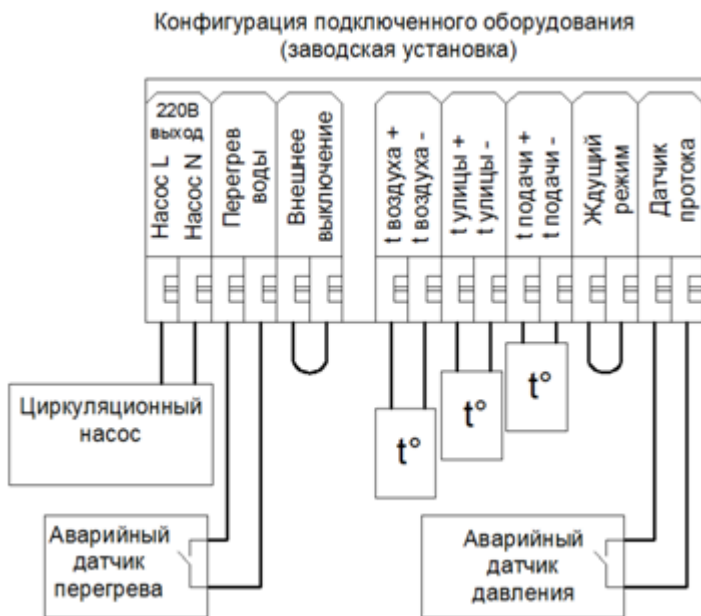 Конфигурация подключенного оборудования
(заводская установка)
220В
выход
Насос L
Насос N
Перегрев
воды
Внешнее
выключение
t воздуха +
t воздуха -
t улицы +
t улицы -
t подачи +
t подачи -
Ждущий
режим
Датчик
протока
Циркуляционный
насос
t°
t°
t°
Аварийный
датчик
перегрева
Аварийный
датчик
давления